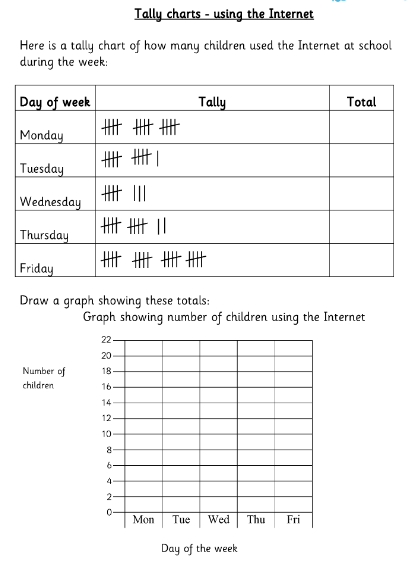 Tally charts - using the Internet
Here is a tally chart of how many children used the Internet at school
during the week:
Day of week Tally Total
Monday
Tuesday
Wednesday
Thursday
Friday
Draw a graph showing these totals:
Graph showing number of children using the Internet
Number of
children
22
20
18
16
14
12
10
8
6
4
2
0
Mon Tue Wed Thu Fri
Day of the week